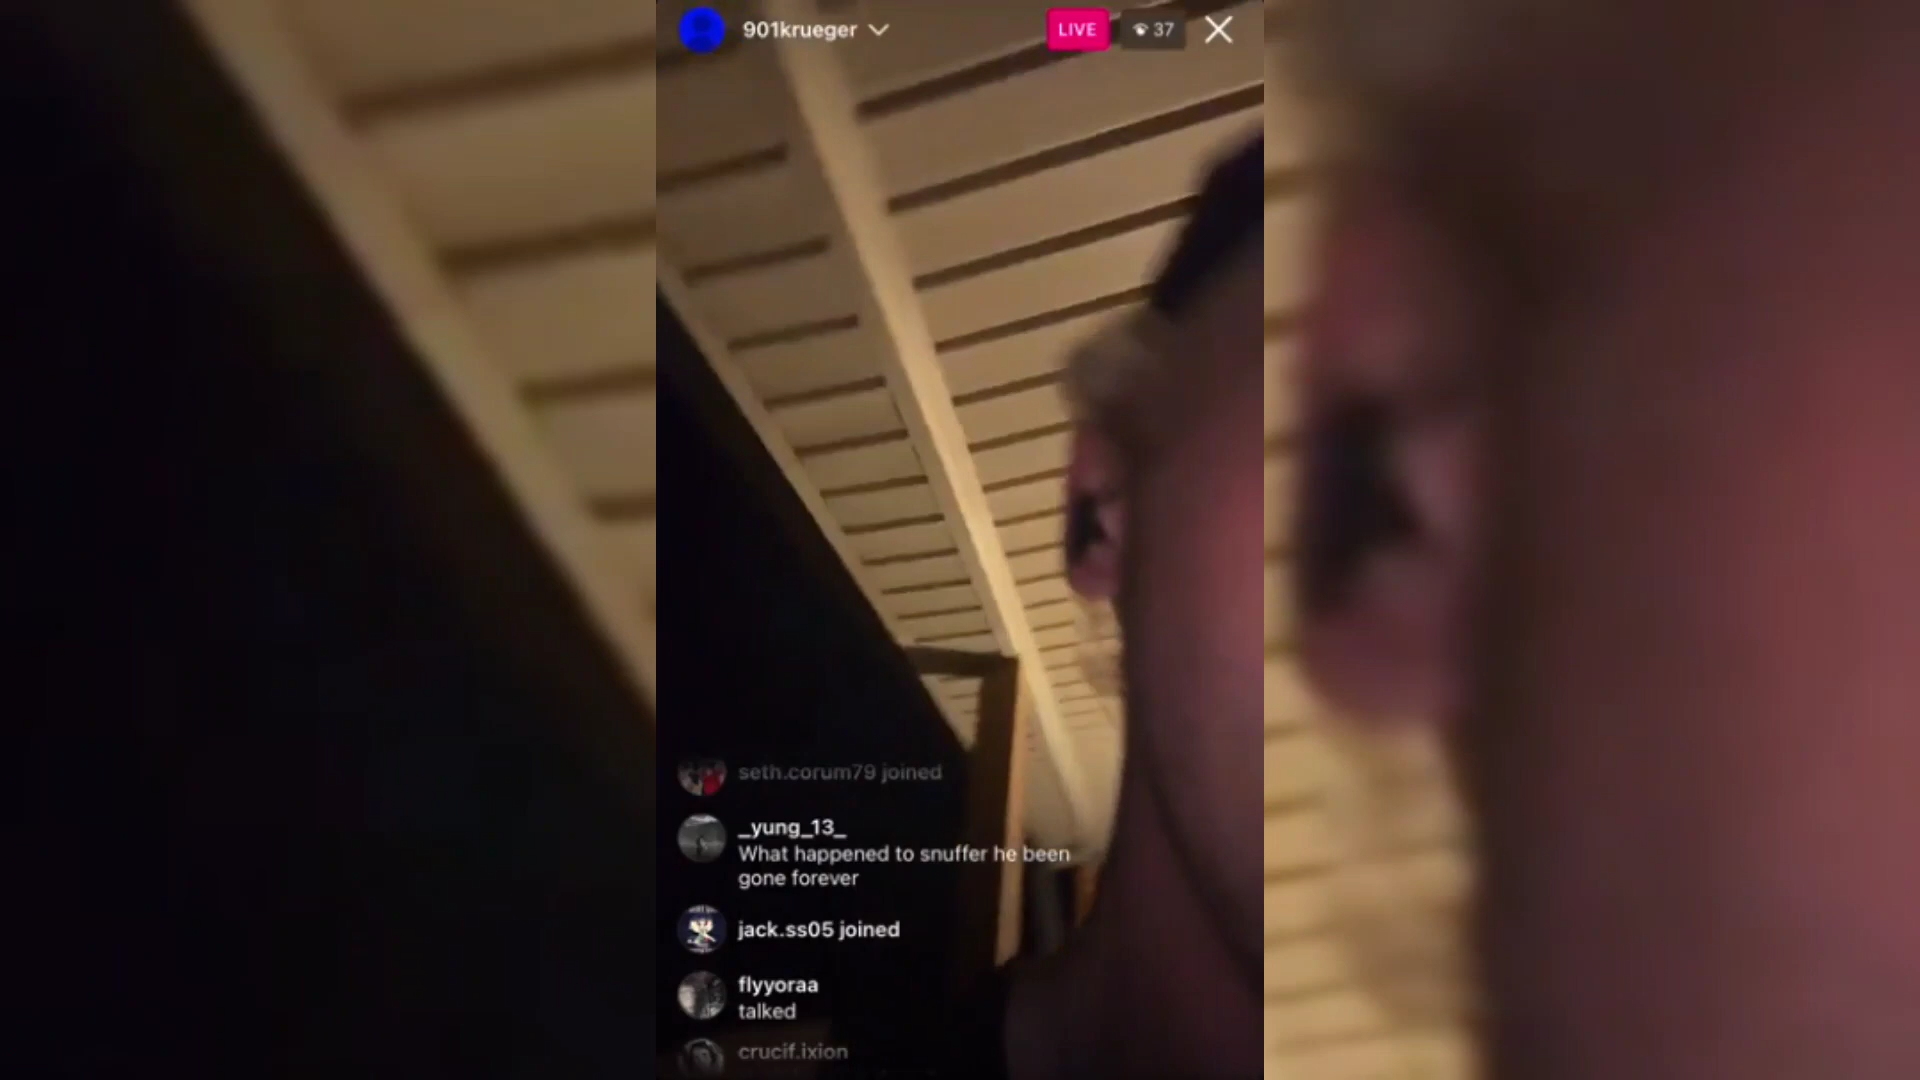 901krueger
LIVE
37
seth.corum79 joined
_yung_13_
What happened to snuffer he been
gone forever
jack.ss05 joined
flyyoraa
talked
crucif.ixion